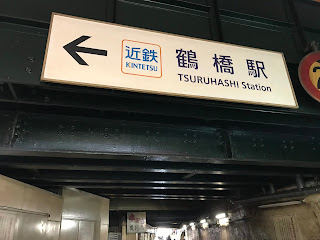 近鉄
KINTETSU
鶴橋駅
TSURUHASHI Station